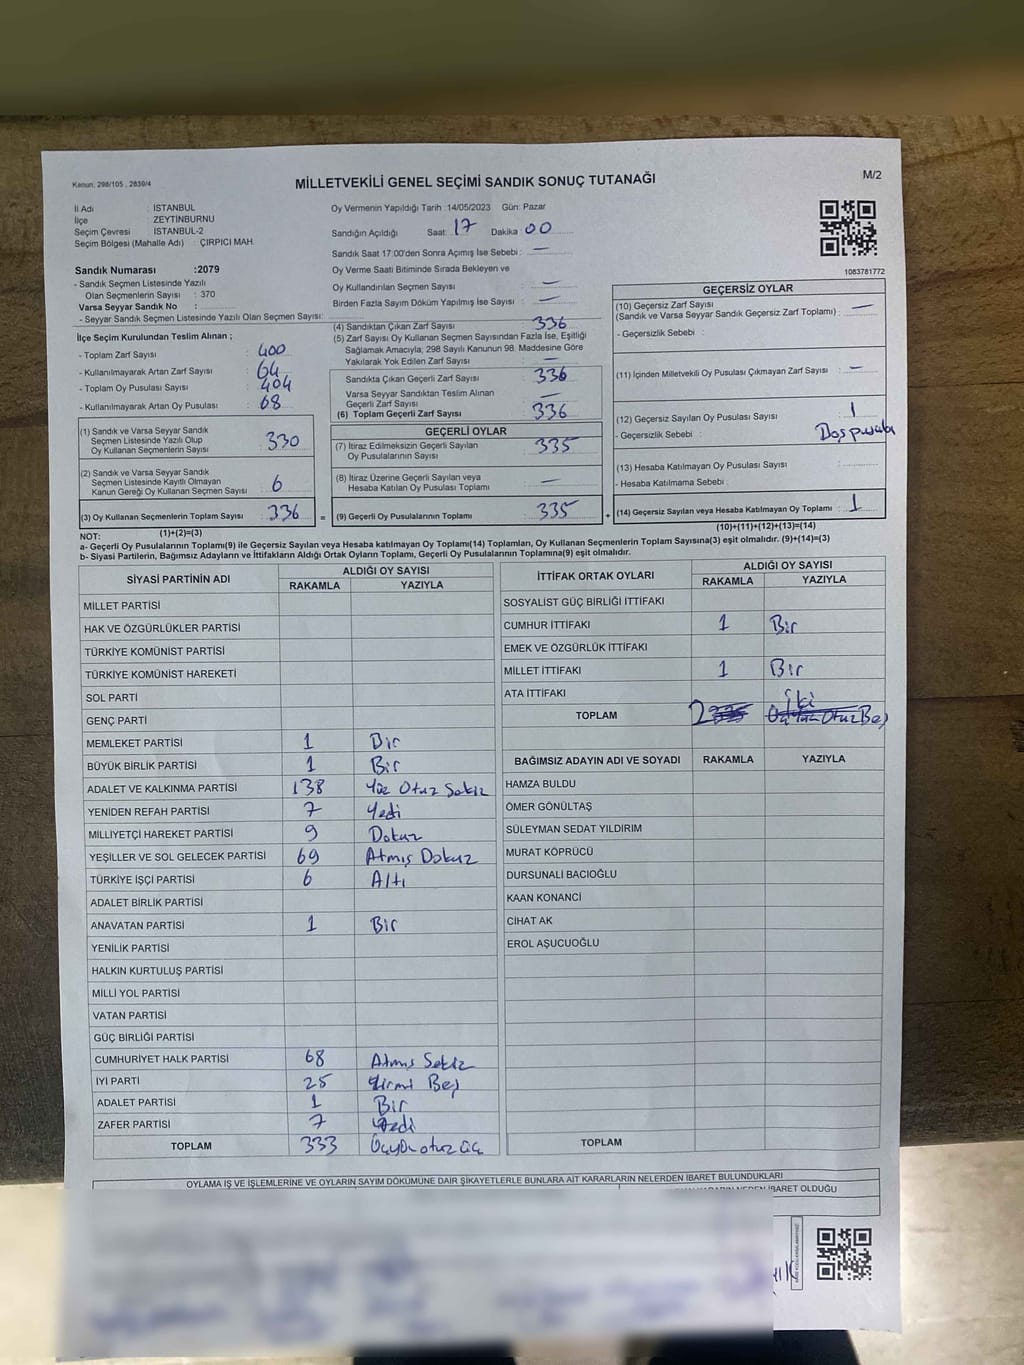 Kanun: 298/105 , 2839/4
MİLLETVEKİLİ GENEL SEÇİMİ SANDIK SONUÇ TUTANAĞI
M/2
İl Adı : İSTANBUL
İlçe : ZEYTİNBURNU
Seçim Çevresi : İSTANBUL-2
Seçim Bölgesi (Mahalle Adı) : ÇIRPICI MAH.
Sandık Numarası :2079
- Sandık Seçmen Listesinde Yazılı
Olan Seçmenlerin Sayısı : 370
Varsa Seyyar Sandık No :
- Seyyar Sandık Seçmen Listesinde Yazılı Olan Seçmen Sayısı:
İlçe Seçim Kurulundan Teslim Alınan ;
- Toplam Zarf Sayısı : 400
- Kullanılmayarak Artan Zarf Sayısı : 64
- Toplam Oy Pusulası Sayısı : 404
- Kullanılmayarak Artan Oy Pusulası : 68
(1) Sandık ve Varsa Seyyar Sandık
Seçmen Listesinde Yazılı Olup
Oy Kullanan Seçmenlerin Sayısı : 330
(2) Sandık ve Varsa Seyyar Sandık
Seçmen Listesinde Kayıtlı Olmayan
Kanun Gereği Oy Kullanan Seçmen Sayısı : 6
(3) Oy Kullanan Seçmenlerin Toplam Sayısı : 336 =
(1)+(2)=(3)
Oy Vermenin Yapıldığı Tarih :14/05/2023 Gün: Pazar
Sandığın Açıldığı Saat: 17 Dakika: 00
Sandık Saat 17:00'den Sonra Açımış İse Sebebi : —
Oy Verme Saati Bitiminde Sırada Bekleyen ve
Oy Kullandırılan Seçmen Sayısı : —
Birden Fazla Sayım Döküm Yapılmış İse Sayısı : —
(4) Sandıktan Çıkan Zarf Sayısı : 336
(5) Zarf Sayısı Oy Kullanan Seçmen Sayısından Fazla İse, Eşitliği
Sağlamak Amacıyla, 298 Sayılı Kanunun 98. Maddesine Göre
Yakılarak Yok Edilen Zarf Sayısı : —
Sandıkta Çıkan Geçerli Zarf Sayısı : 336
Varsa Seyyar Sandıktan Teslim Alınan
Geçerli Zarf Sayısı : —
(6) Toplam Geçerli Zarf Sayısı : 336
GEÇERLİ OYLAR
(7) İtiraz Edilmeksizin Geçerli Sayılan
Oy Pusulalarının Sayısı : 335
(8) İtiraz Üzerine Geçerli Sayılan veya
Hesaba Katılan Oy Pusulası Toplamı : —
(9) Geçerli Oy Pusulalarının Toplamı : 335 +
1083781772
GEÇERSİZ OYLAR
(10) Geçersiz Zarf Sayısı
(Sandık ve Varsa Seyyar Sandık Geçersiz Zarf Toplamı) : —
- Geçersizlik Sebebi :
(11) İçinden Milletvekili Oy Pusulası Çıkmayan Zarf Sayısı : —
(12) Geçersiz Sayılan Oy Pusulası Sayısı : 1
- Geçersizlik Sebebi : Boş pusula
(13) Hesaba Katılmayan Oy Pusulası Sayısı :
- Hesaba Katılmama Sebebi :
(14) Geçersiz Sayılan veya Hesaba Katılmayan Oy Toplamı : 1
(10)+(11)+(12)+(13)=(14)
NOT:
a- Geçerli Oy Pusulalarının Toplamı(9) ile Geçersiz Sayılan veya Hesaba katılmayan Oy Toplamı(14) Toplamları, Oy Kullanan Seçmenlerin Toplam Sayısına(3) eşit olmalıdır. (9)+(14)=(3)
b- Siyasi Partilerin, Bağımsız Adayların ve İttifakların Aldığı Ortak Oyların Toplamı, Geçerli Oy Pusulalarının Toplamına(9) eşit olmalıdır.
SİYASİ PARTİNİN ADI ALDIĞI OY SAYISI
RAKAMLA YAZIYLA
MİLLET PARTİSİ
HAK VE ÖZGÜRLÜKLER PARTİSİ
TÜRKİYE KOMÜNİST PARTİSİ
TÜRKİYE KOMÜNİST HAREKETİ
SOL PARTİ
GENÇ PARTİ
MEMLEKET PARTİSİ 1 Bir
BÜYÜK BİRLİK PARTİSİ 1 Bir
ADALET VE KALKINMA PARTİSİ 138 Yüz Otuz Sekiz
YENİDEN REFAH PARTİSİ 7 Yedi
MİLLİYETÇİ HAREKET PARTİSİ 9 Dokuz
YEŞİLLER VE SOL GELECEK PARTİSİ 69 Atmış Dokuz
TÜRKİYE İŞÇİ PARTİSİ 6 Altı
ADALET BİRLİK PARTİSİ
ANAVATAN PARTİSİ 1 Bir
YENİLİK PARTİSİ
HALKIN KURTULUŞ PARTİSİ
MİLLİ YOL PARTİSİ
VATAN PARTİSİ
GÜÇ BİRLİĞİ PARTİSİ
CUMHURİYET HALK PARTİSİ 68 Atmış Sekiz
İYİ PARTİ 25 Yirmi Beş
ADALET PARTİSİ 1 Bir
ZAFER PARTİSİ 7 Yedi
TOPLAM 333 Üçyüz otuz üç
İTTİFAK ORTAK OYLARI ALDIĞI OY SAYISI
RAKAMLA YAZIYLA
SOSYALİST GÜÇ BİRLİĞİ İTTİFAKI
CUMHUR İTTİFAKI 1 Bir
EMEK VE ÖZGÜRLÜK İTTİFAKI
MİLLET İTTİFAKI 1 Bir
ATA İTTİFAKI
TOPLAM 2 iki
BAĞIMSIZ ADAYIN ADI VE SOYADI RAKAMLA YAZIYLA
HAMZA BULDU
ÖMER GÖNÜLTAŞ
SÜLEYMAN SEDAT YILDIRIM
MURAT KÖPRÜCÜ
DURSUNALİ BACIOĞLU
KAAN KONANCİ
CİHAT AK
EROL AŞUCUOĞLU
TOPLAM
OYLAMA İŞ VE İŞLEMLERİNE VE OYLARIN SAYIM DÖKÜMÜNE DAİR ŞİKAYETLERLE BUNLARA AİT KARARLARIN NELERDEN İBARET BULUNDUKLARI
İBARET OLDUĞU